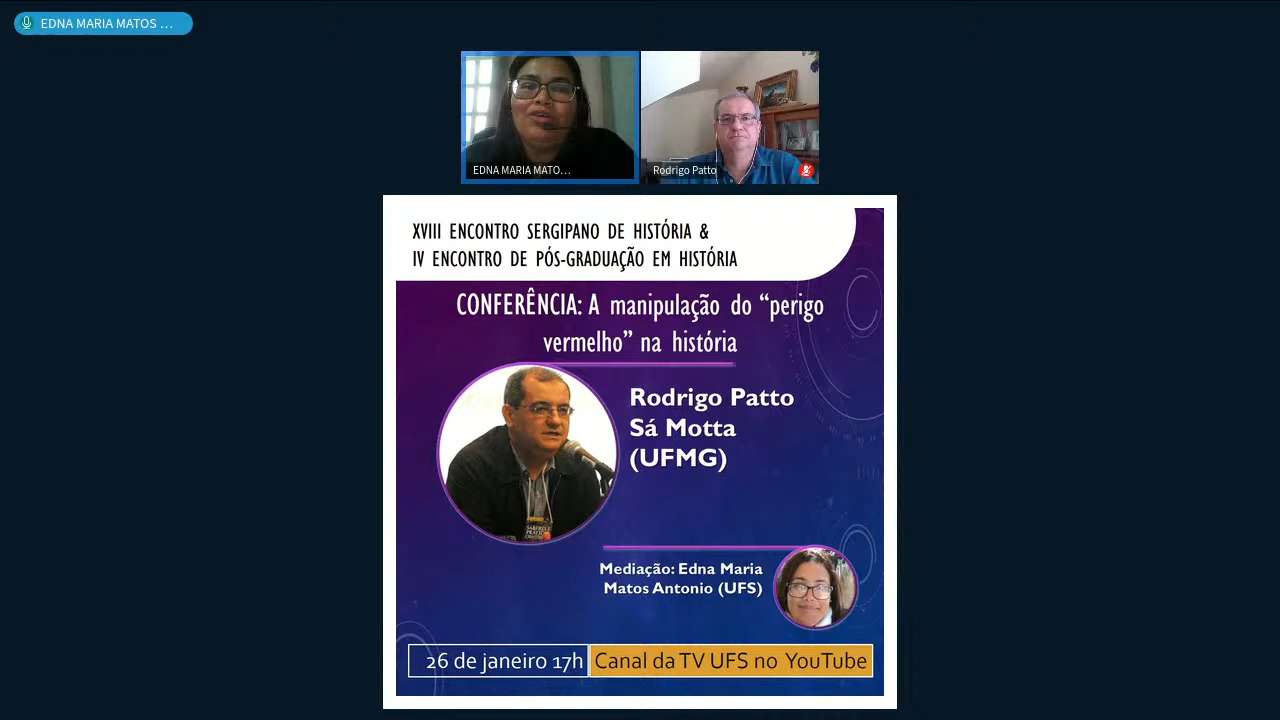 EDNA MARIA MATOS ...
EDNA MARIA MATO...
Rodrigo Patto
XVIII ENCONTRO SERGIPANO DE HISTÓRIA &
IV ENCONTRO DE PÓS-GRADUAÇÃO EM HISTÓRIA
CONFERÊNCIA: A manipulação do “perigo
vermelho” na história
Rodrigo Patto
Sá Motta
(UFMG)
Mediação: Edna Maria
Matos Antonio (UFS)
26 de janeiro 17h
Canal da TV UFS no YouTube